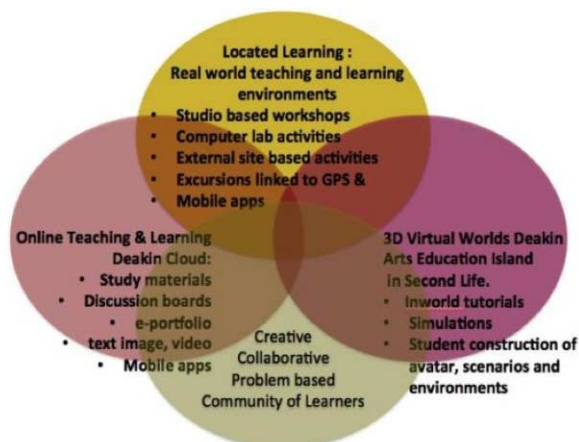 Located Learning :
Real world teaching and learning
environments
• Studio based workshops
• Computer lab activities
• External site based activities
• Excursions linked to GPS &
• Mobile apps
Online Teaching & Learning
Deakin Cloud:
• Study materials
• Discussion boards
• e-portfolio
• text image, video
• Mobile apps
3D Virtual Worlds Deakin
Arts Education Island
in Second Life.
• Inworld tutorials
• Simulations
• Student construction of
avatar, scenarios and
environments
Creative
Collaborative
Problem based
Community of Learners